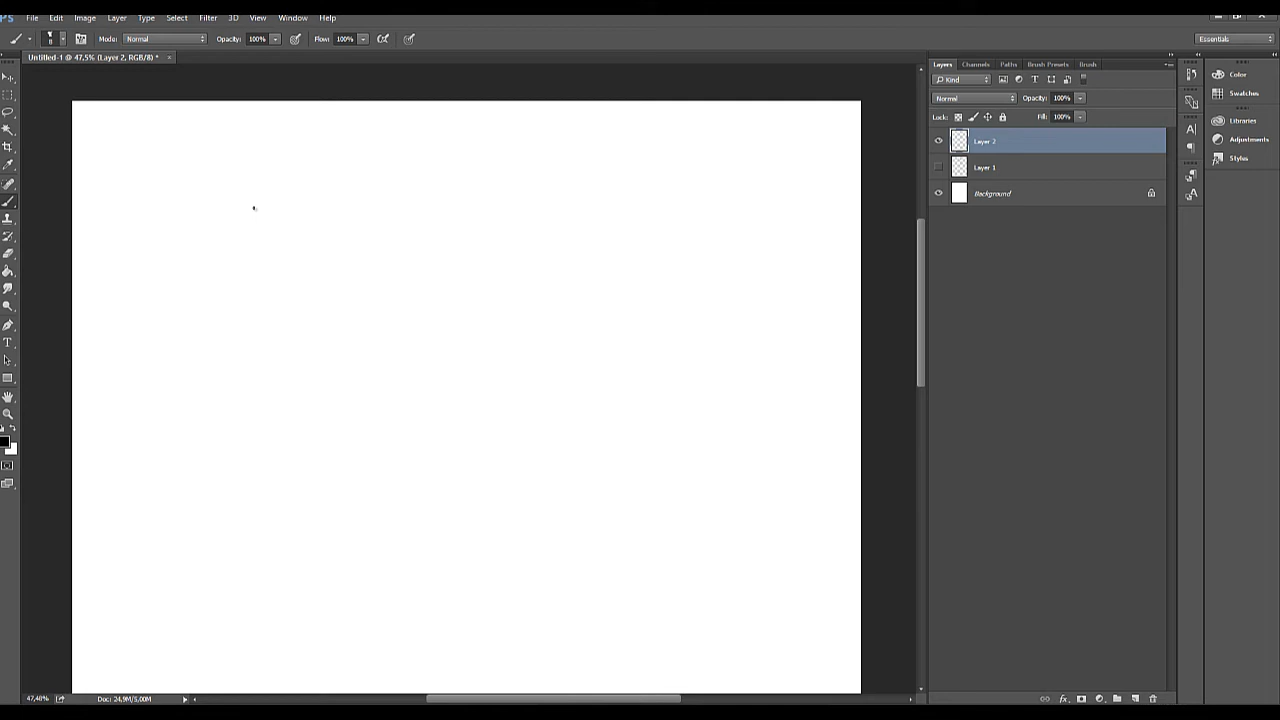 PS File Edit Image Layer Type Select Filter 3D View Window Help
Mode: Normal Opacity: 100% Flow: 100% Essentials
Untitled-1 @ 47,5% (Layer 2, RGB/8) * ×
Layers Channels Paths Brush Presets Brush
Kind
Normal Opacity: 100%
Lock: Fill: 100%
Layer 2
Layer 1
Background
Color
Swatches
Libraries
Adjustments
Styles
47,48% Doc: 24,9M/5,00M